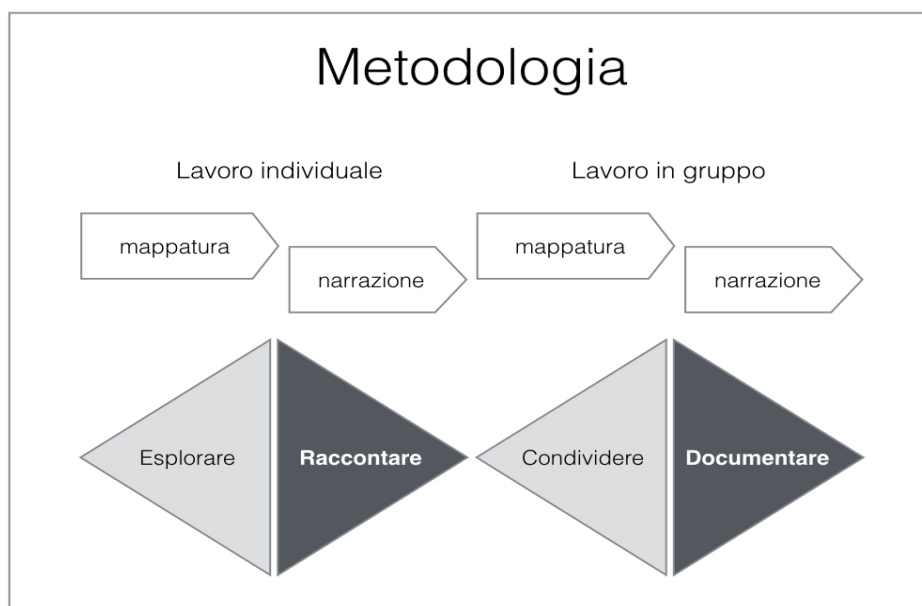 Metodologia
Lavoro individuale
Lavoro in gruppo
mappatura
narrazione
mappatura
narrazione
Esplorare
Raccontare
Condividere
Documentare